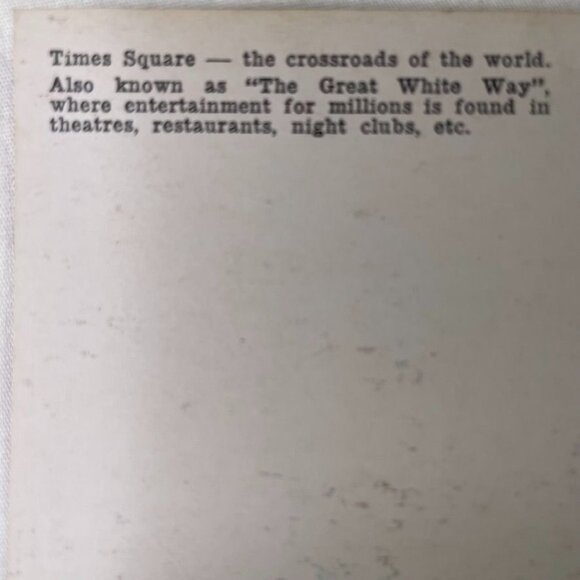 Times Square — the crossroads of the world.
Also known as “The Great White Way”,
where entertainment for millions is found in
theatres, restaurants, night clubs, etc.